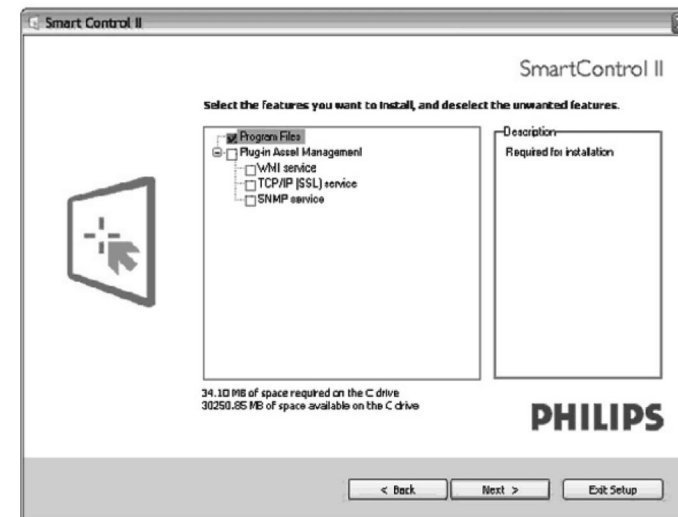 Smart Control II
SmartControl II
Select the features you want to install, and deselect the unwanted features.
Program Files
Plug-in Asset Management
WMI service
TCP/IP (SSL) service
SNMP service
Description
Required for installation
34.10 MB of space required on the C drive
30250.85 MB of space available on the C drive
PHILIPS
< Back
Next >
Exit Setup